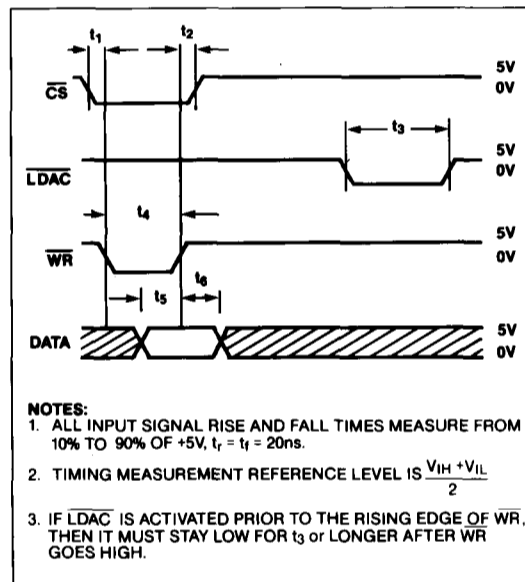 t1 t2
CS 5V
0V
t3
LDAC 5V
0V
t4
WR 5V
0V
t5 t6
DATA 5V
0V
NOTES:
1. ALL INPUT SIGNAL RISE AND FALL TIMES MEASURE FROM
10% TO 90% OF +5V, tr = tf = 20ns.
2. TIMING MEASUREMENT REFERENCE LEVEL IS VIH +VIL
2
3. IF LDAC IS ACTIVATED PRIOR TO THE RISING EDGE OF WR,
THEN IT MUST STAY LOW FOR t3 or LONGER AFTER WR
GOES HIGH.